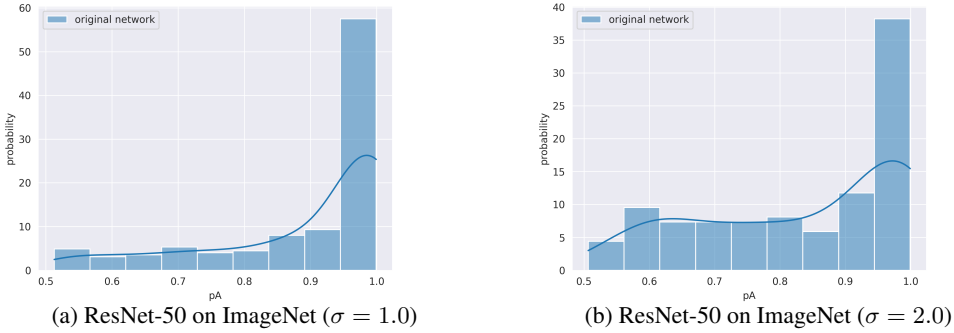 original network
60
50
40
30
20
10
0
probability
0.5 0.6 0.7 0.8 0.9 1.0
pA
(a) ResNet-50 on ImageNet (σ = 1.0)
original network
40
35
30
25
20
15
10
5
0
probability
0.5 0.6 0.7 0.8 0.9 1.0
pA
(b) ResNet-50 on ImageNet (σ = 2.0)